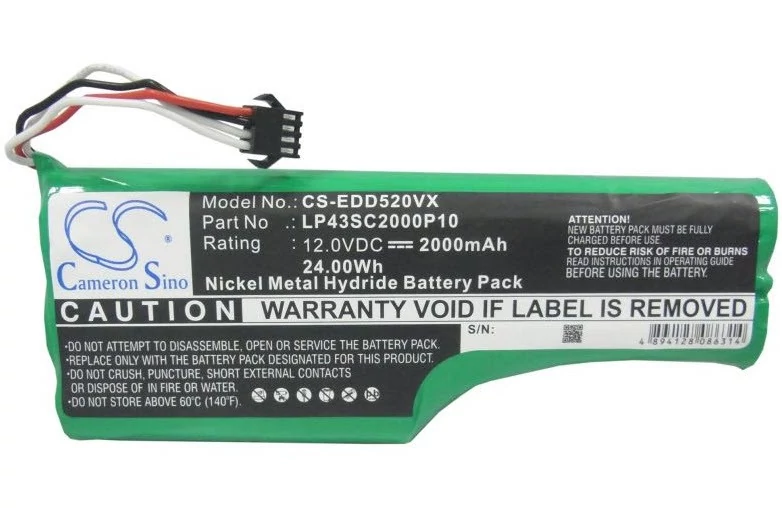 CS
Cameron Sino
Model No.: CS-EDD520VX
Part No .: LP43SC2000P10
Rating : 12.0VDC 2000mAh
24.00Wh
Nickel Metal Hydride Battery Pack
ATTENTION:
NEW BATTERY PACK MUST BE FULLY
CHARGED BEFORE USE.
TO REDUCE RISK OF FIRE OR BURNS
READ INSTRUCTIONS IN OPERATING GUIDE
BEFORE USING THE BATTERY.
CAUTION
WARRANTY VOID IF LABEL IS REMOVED
S/N:
•DO NOT ATTEMPT TO DISASSEMBLE, OPEN OR SERVICE THE BATTERY PACK.
•REPLACE ONLY WITH THE BATTERY PACK DESIGNATED FOR THIS PRODUCT.
•DO NOT CRUSH, PUNCTURE, SHORT EXTERNAL CONTACTS
OR DISPOSE OF IN FIRE OR WATER.
•DO NOT STORE ABOVE 60°C (140°F).
4 894128 086314